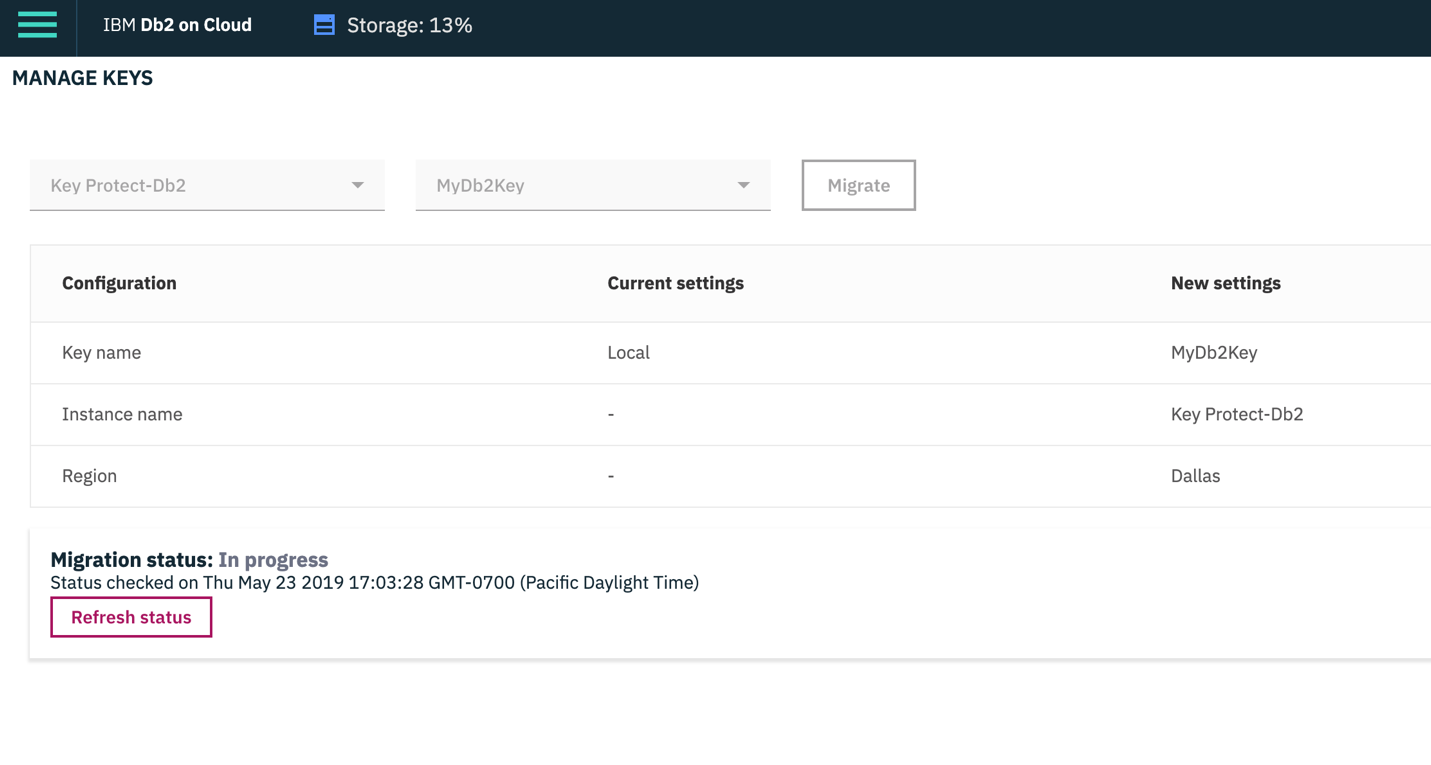 IBM Db2 on Cloud Storage: 13%
MANAGE KEYS
Key Protect-Db2 MyDb2Key Migrate
Configuration Current settings New settings
Key name Local MyDb2Key
Instance name - Key Protect-Db2
Region - Dallas
Migration status: In progress
Status checked on Thu May 23 2019 17:03:28 GMT-0700 (Pacific Daylight Time)
Refresh status